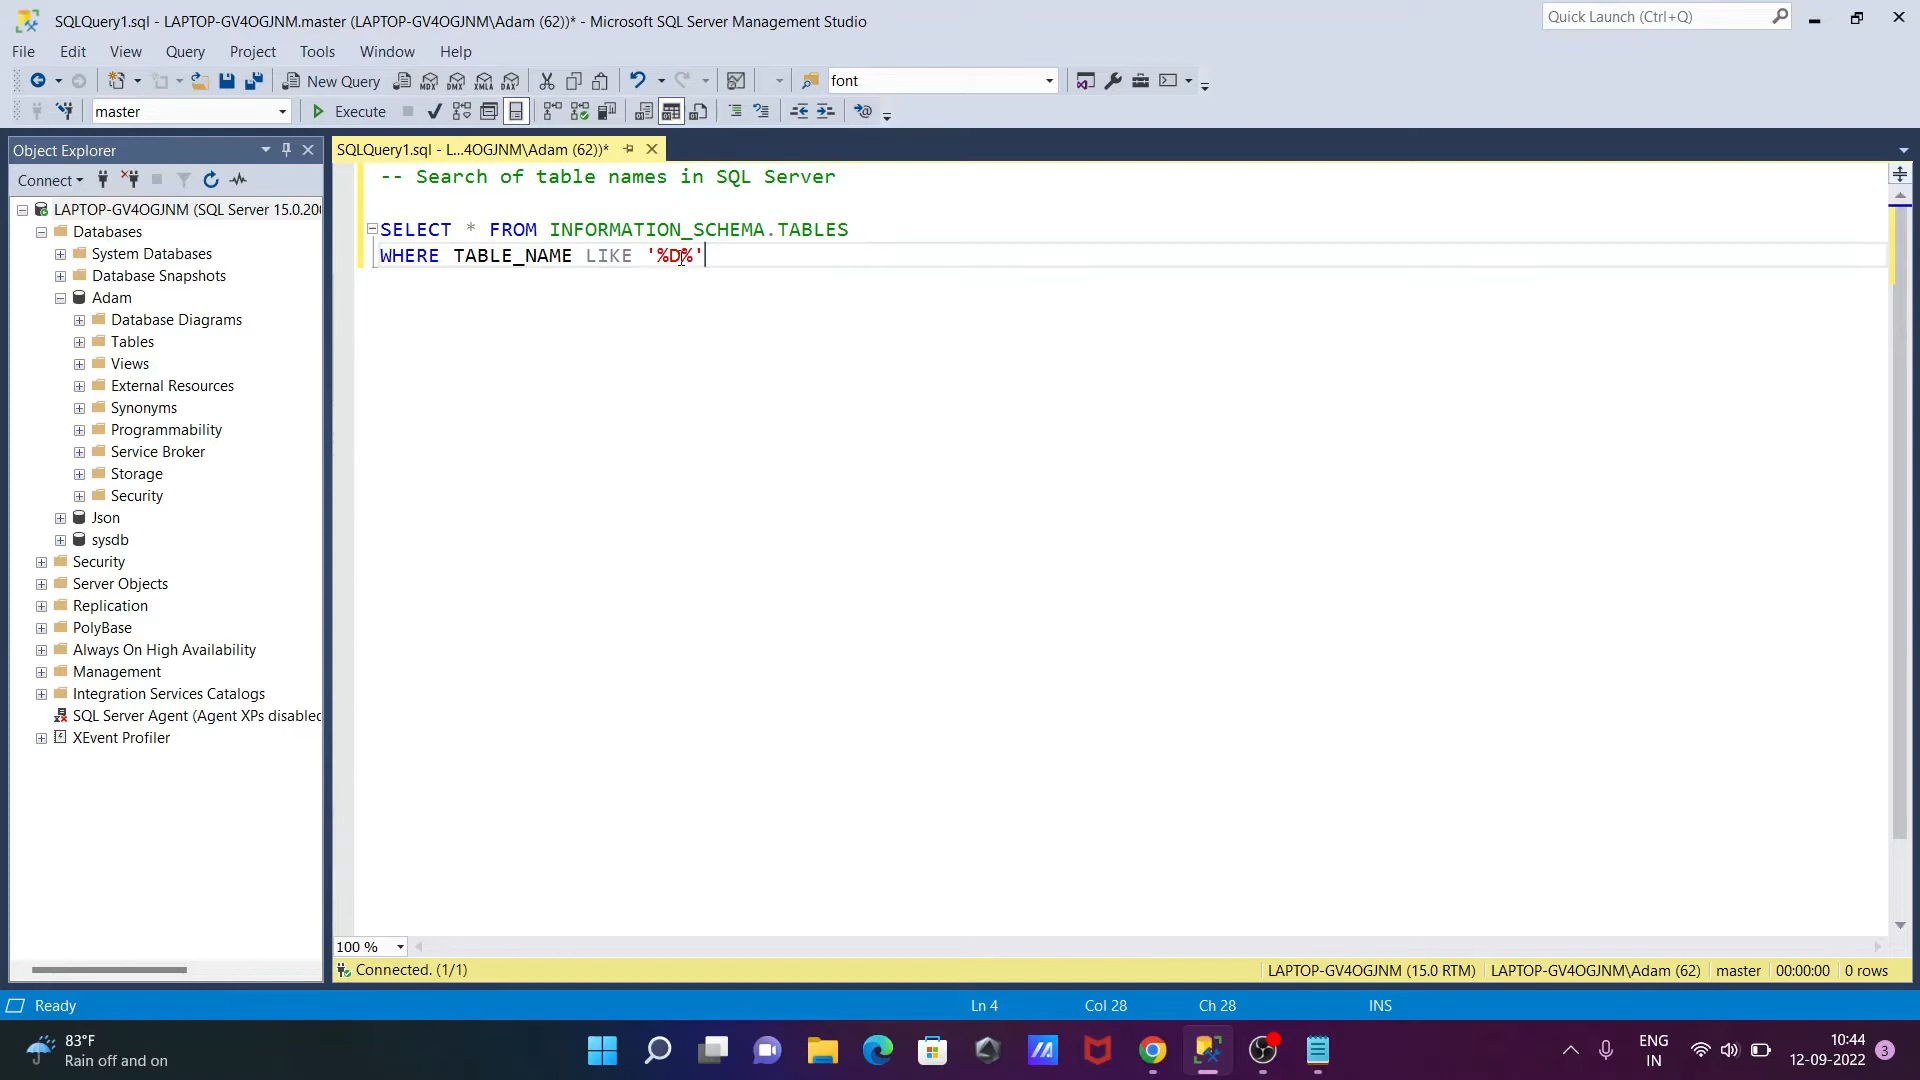 SQLQuery1.sql - LAPTOP-GV4OGJNM.master (LAPTOP-GV4OGJNM\Adam (62))* - Microsoft SQL Server Management Studio
Quick Launch (Ctrl+Q)
File Edit View Query Project Tools Window Help
New Query MDX DMX XMLA DAX font
master Execute
Object Explorer
SQLQuery1.sql - L...4OGJNM\Adam (62))*
Connect
LAPTOP-GV4OGJNM (SQL Server 15.0.200
Databases
System Databases
Database Snapshots
Adam
Database Diagrams
Tables
Views
External Resources
Synonyms
Programmability
Service Broker
Storage
Security
Json
sysdb
Security
Server Objects
Replication
PolyBase
Always On High Availability
Management
Integration Services Catalogs
SQL Server Agent (Agent XPs disabled
XEvent Profiler
-- Search of table names in SQL Server
SELECT * FROM INFORMATION_SCHEMA.TABLES
WHERE TABLE_NAME LIKE '%D%'
100 %
Connected. (1/1) LAPTOP-GV4OGJNM (15.0 RTM) LAPTOP-GV4OGJNM\Adam (62) master 00:00:00 0 rows
Ready Ln 4 Col 28 Ch 28 INS
83°F
Rain off and on
ENG
IN
10:44
12-09-2022
3